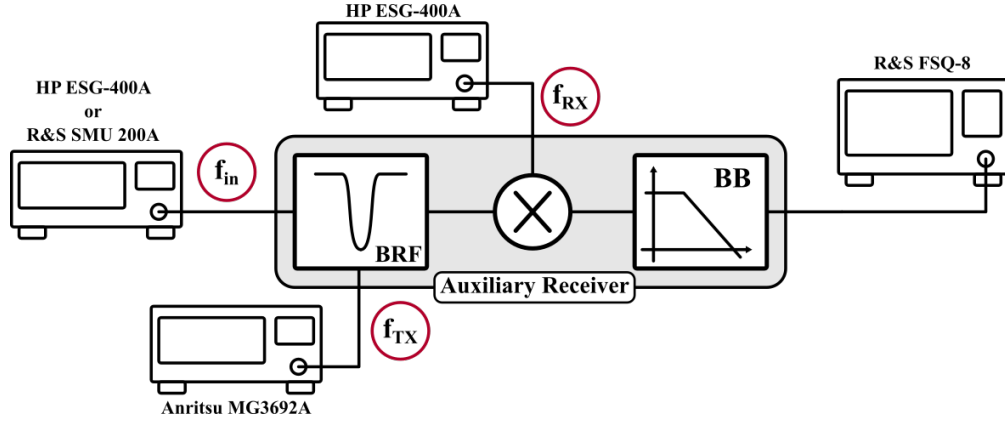 HP ESG-400A
R&S FSQ-8
HP ESG-400A
or
R&S SMU 200A
fRX
fin
BB
BRF
Auxiliary Receiver
fTX
Anritsu MG3692A